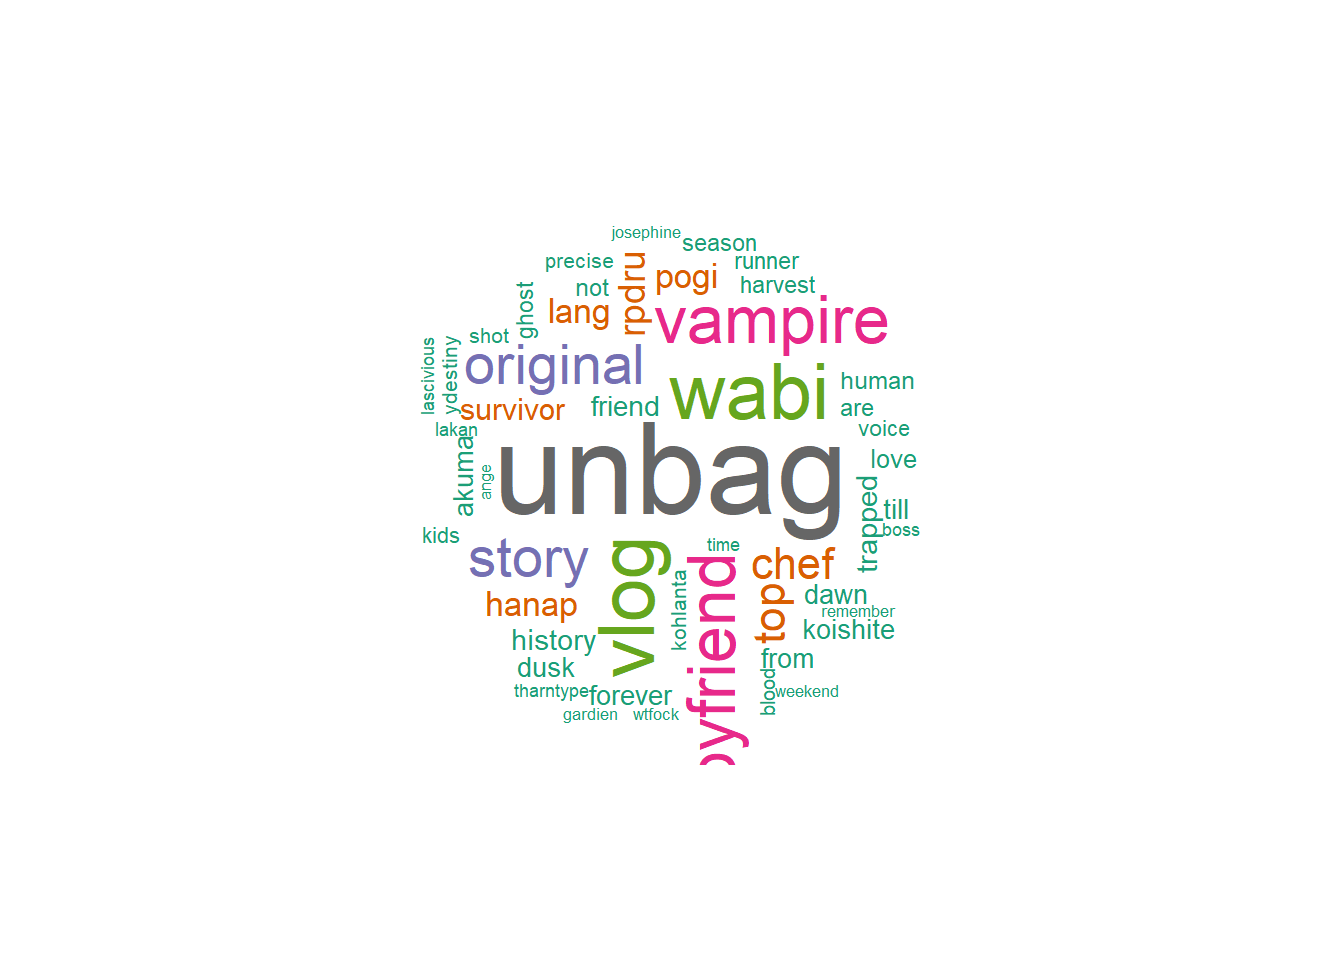 josephine
season
precise
runner
rpdru
pogi
not
harvest
ghost
lang
vampire
shot
original
lascivious
ydestiny
wabi
human
survivor
friend
are
lakan
voice
akuma
ange
unbag
love
trapped
till
boss
kids
story
vlog
time
chef
yfriend
kohlanta
top
dawn
hanap
remember
koishite
history
from
dusk
blood
tharntype
forever
weekend
gardien
wtfock